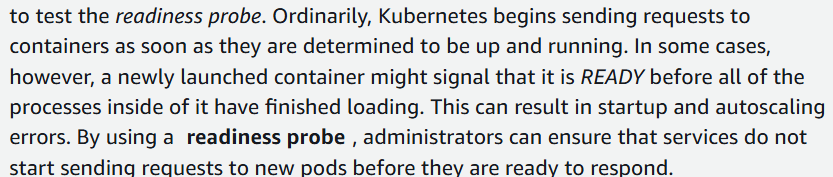 to test the readiness probe. Ordinarily, Kubernetes begins sending requests to
containers as soon as they are determined to be up and running. In some cases,
however, a newly launched container might signal that it is READY before all of the
processes inside of it have finished loading. This can result in startup and autoscaling
errors. By using a readiness probe , administrators can ensure that services do not
start sending requests to new pods before they are ready to respond.